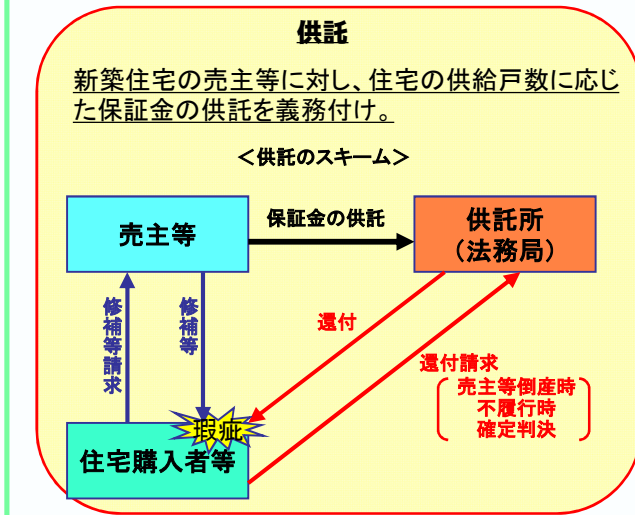 供託
新築住宅の売主等に対し、住宅の供給戸数に応じ
た保証金の供託を義務付け。
＜供託のスキーム＞
売主等
保証金の供託
供託所
（法務局）
修補等請求
修補等
還付
還付請求
売主等倒産時
不履行時
確定判決
瑕疵
住宅購入者等